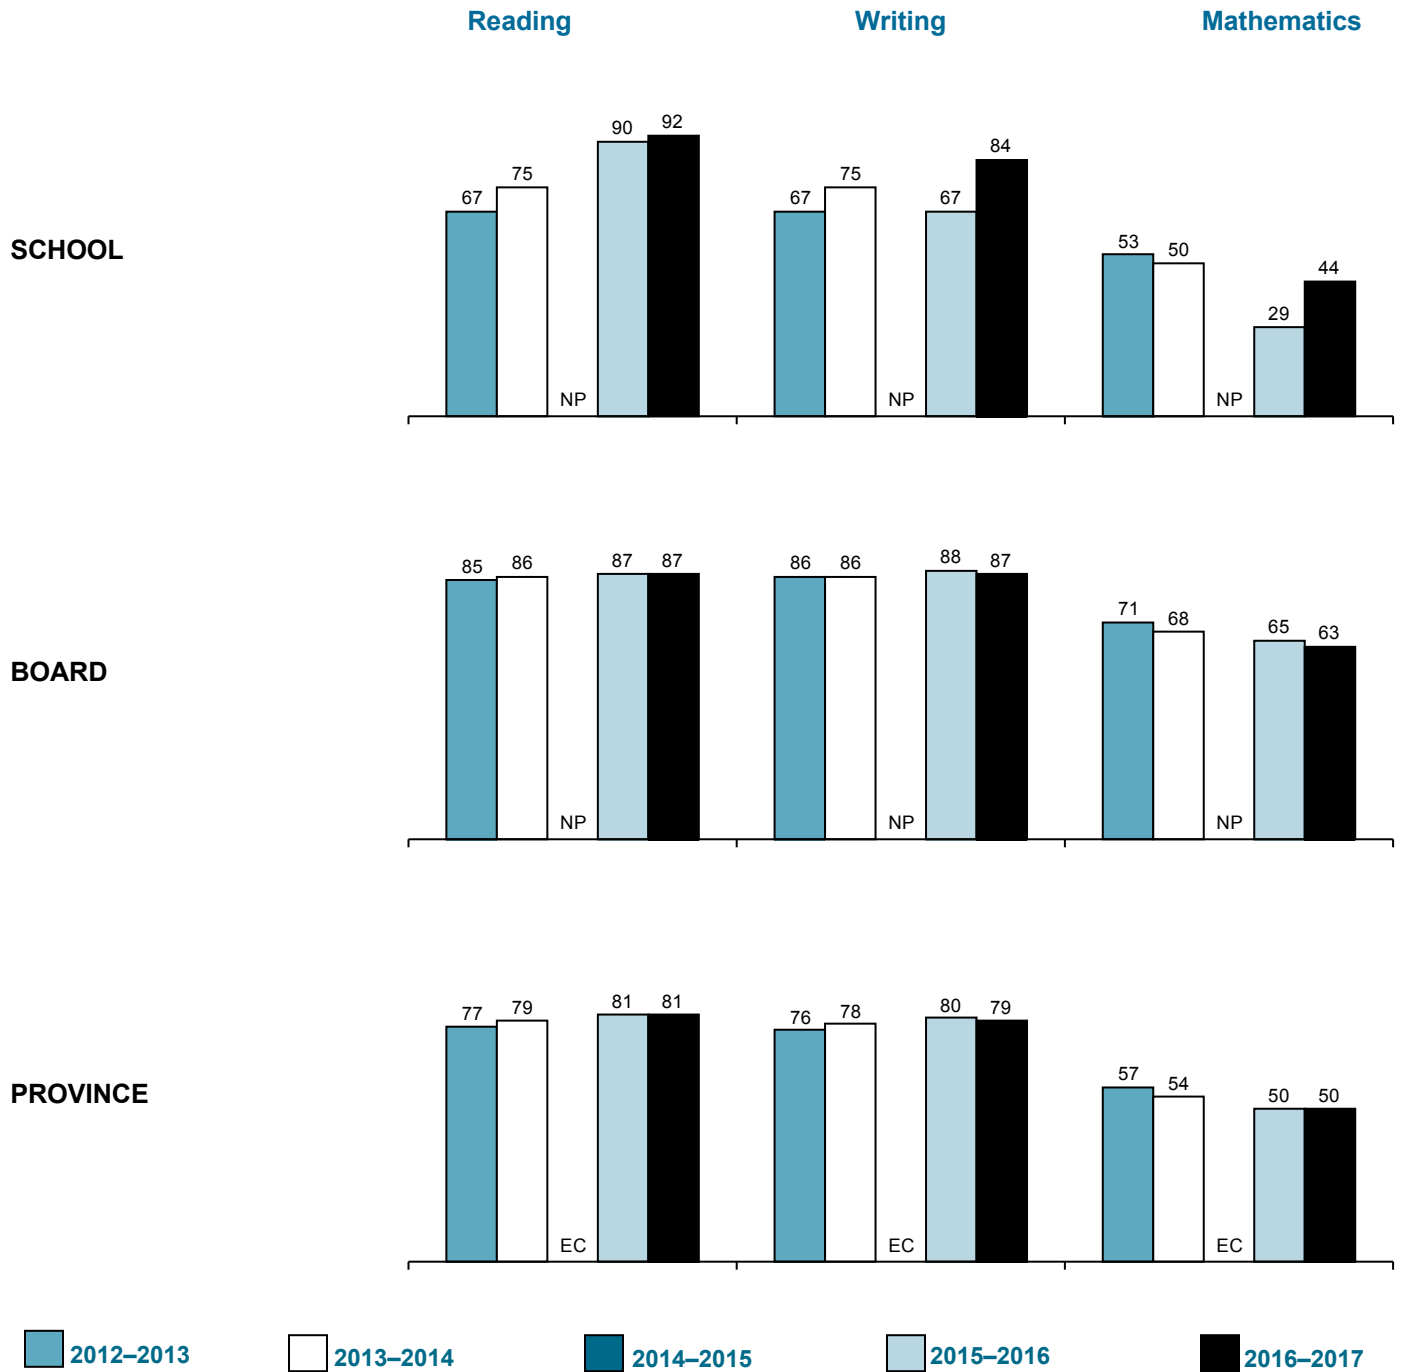 Reading Writing Mathematics
SCHOOL
67 75 NP 90 92 67 75 NP 67 84 53 50 NP 29 44
BOARD
85 86 NP 87 87 86 86 NP 88 87 71 68 NP 65 63
PROVINCE
77 79 EC 81 81 76 78 EC 80 79 57 54 EC 50 50
2012–2013 2013–2014 2014–2015 2015–2016 2016–2017